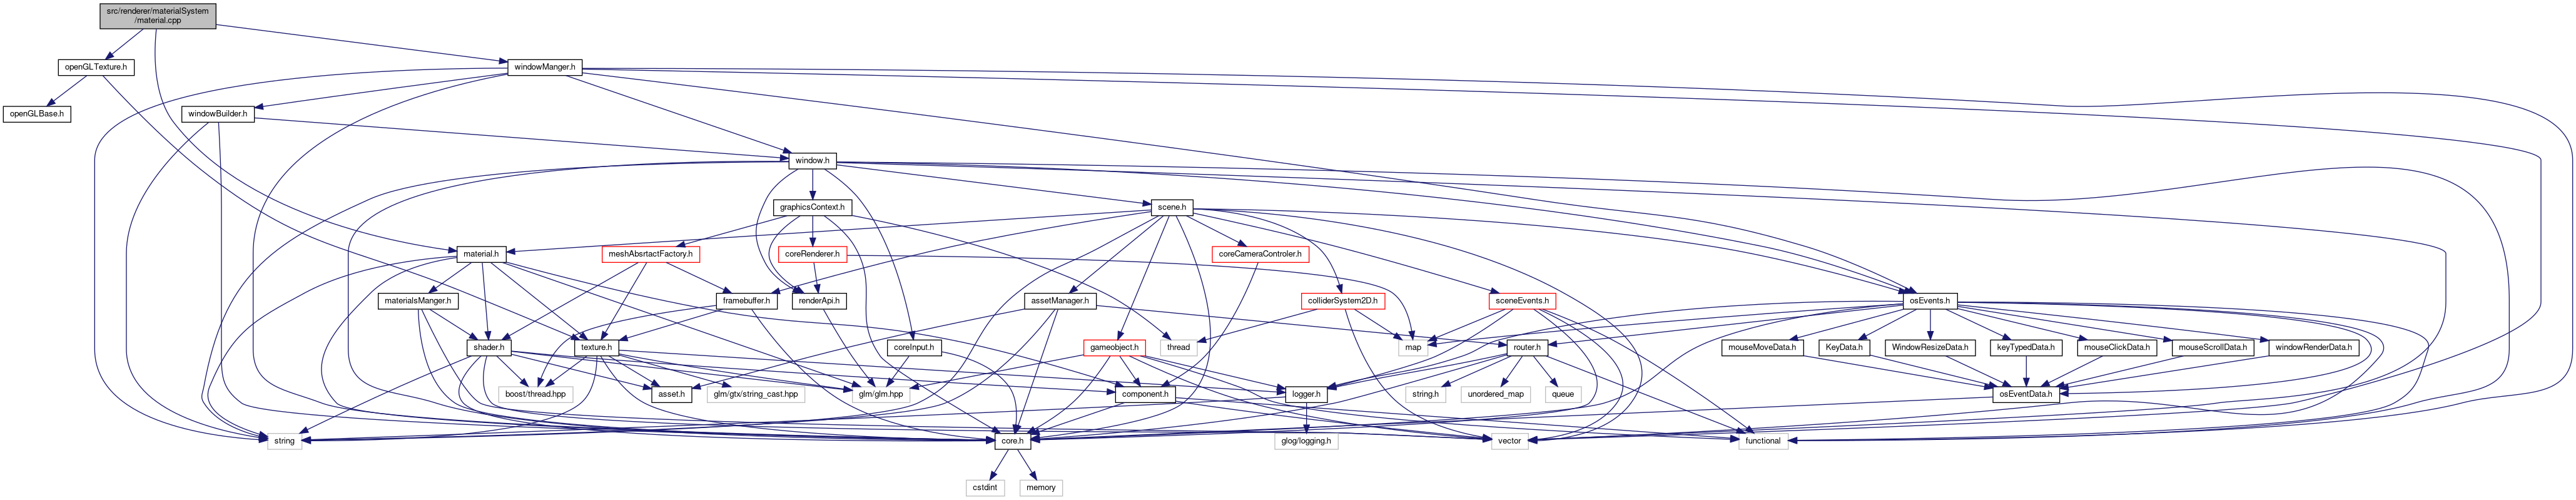 src/renderer/materialSystem
/material.cpp
openGLTexture.h
windowManger.h
openGLBase.h
windowBuilder.h
window.h
graphicsContext.h
scene.h
material.h
meshAbsrtactFactory.h
coreRenderer.h
coreCameraControler.h
materialsManger.h
framebuffer.h
renderApi.h
assetManager.h
colliderSystem2D.h
sceneEvents.h
osEvents.h
shader.h
texture.h
coreInput.h
gameobject.h
thread
map
router.h
mouseMoveData.h
KeyData.h
WindowResizeData.h
keyTypedData.h
mouseClickData.h
mouseScrollData.h
windowRenderData.h
boost/thread.hpp
asset.h
glm/gtx/string_cast.hpp
glm/glm.hpp
component.h
logger.h
string.h
unordered_map
queue
osEventData.h
string
core.h
glog/logging.h
vector
functional
cstdint
memory